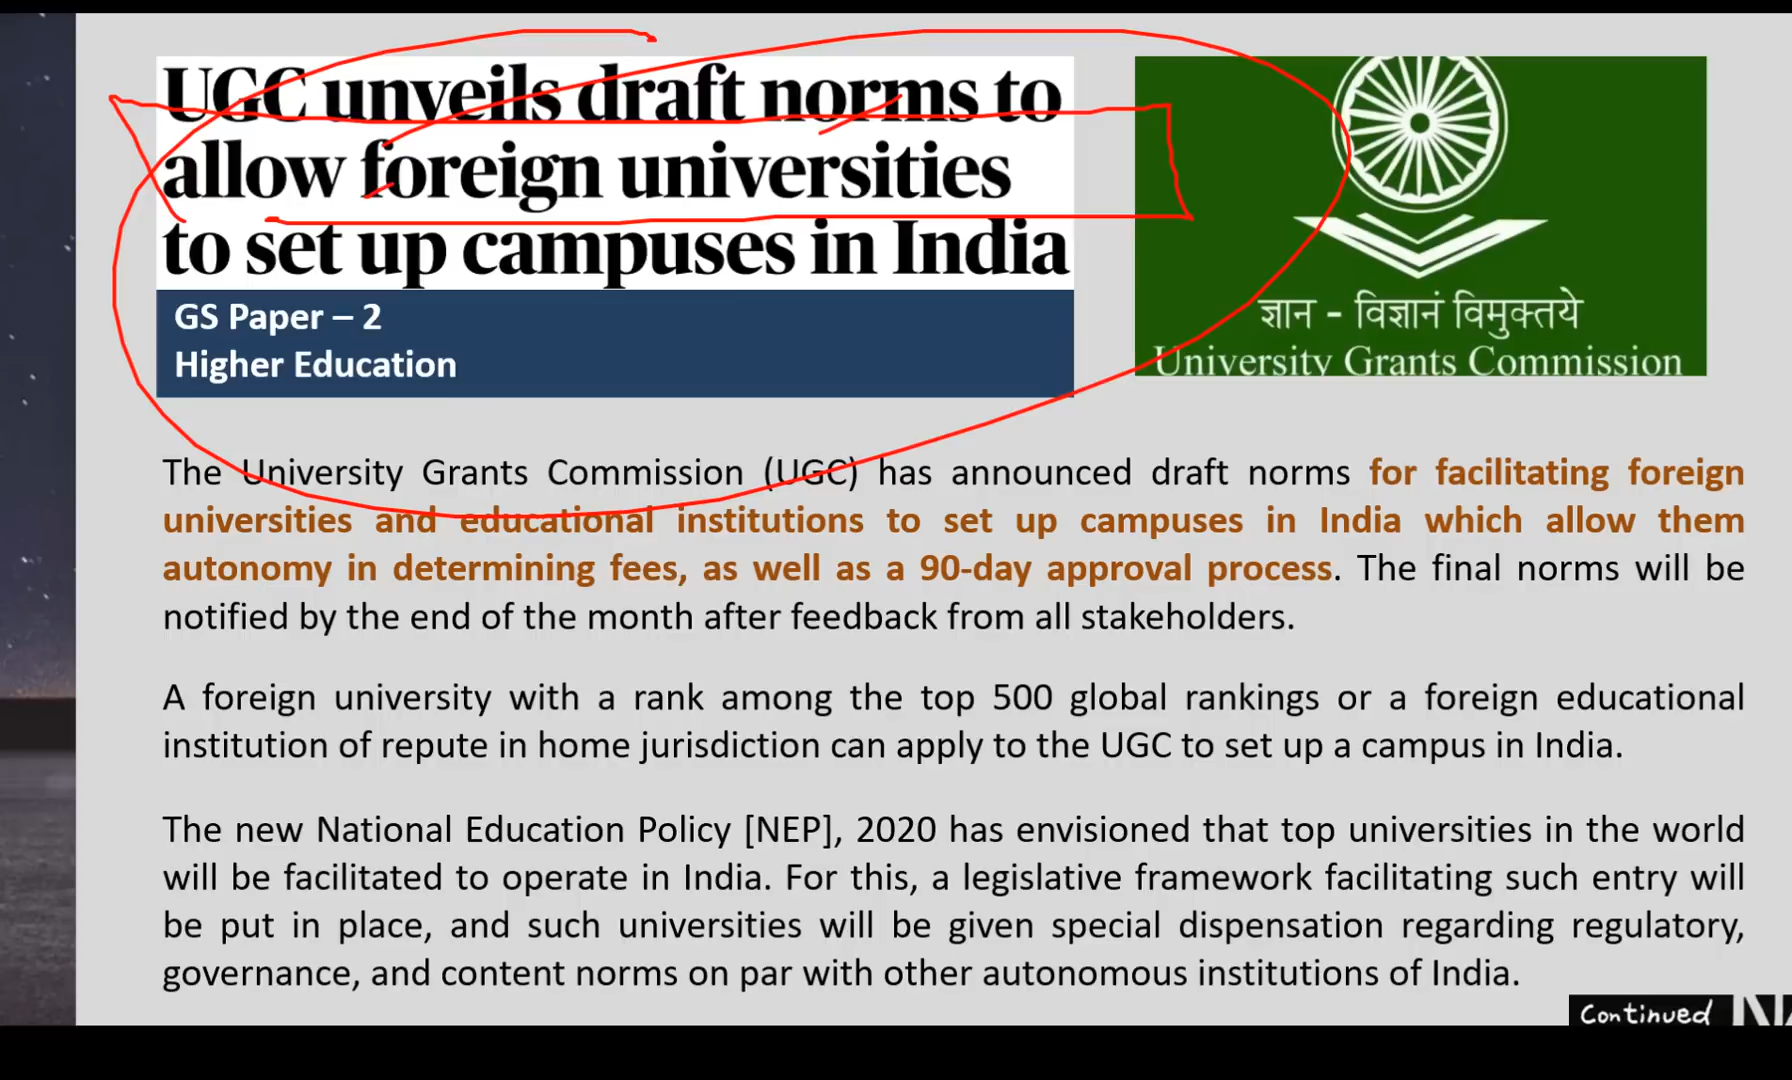 UGC unveils draft norms to
allow foreign universities
to set up campuses in India
GS Paper – 2
Higher Education
ज्ञान - विज्ञानं विमुक्तये
University Grants Commission
The University Grants Commission (UGC) has announced draft norms for facilitating foreign
universities and educational institutions to set up campuses in India which allow them
autonomy in determining fees, as well as a 90-day approval process. The final norms will be
notified by the end of the month after feedback from all stakeholders.
A foreign university with a rank among the top 500 global rankings or a foreign educational
institution of repute in home jurisdiction can apply to the UGC to set up a campus in India.
The new National Education Policy [NEP], 2020 has envisioned that top universities in the world
will be facilitated to operate in India. For this, a legislative framework facilitating such entry will
be put in place, and such universities will be given special dispensation regarding regulatory,
governance, and content norms on par with other autonomous institutions of India.
Continued